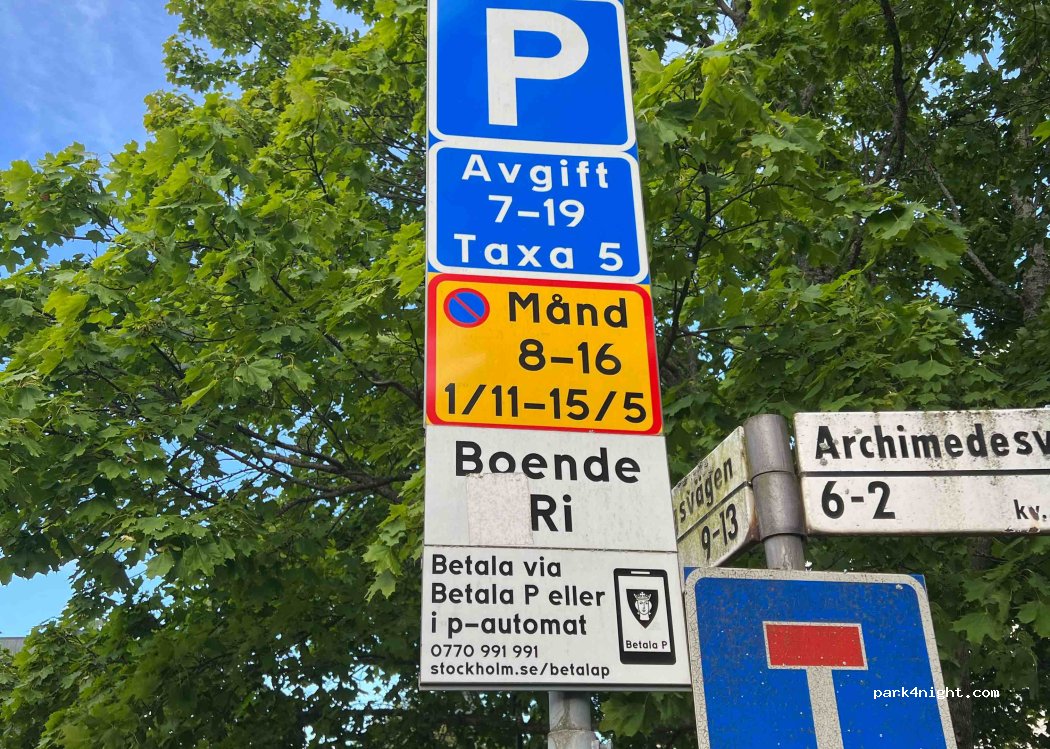 P
Avgift
7-19
Taxa 5
Månd
8-16
1/11-15/5
Boende
Ri
Betala via
Betala P eller
i p-automat
0770 991 991
stockholm.se/betalap
Betala P
svägen
9-13
Archimedesv
6-2
kv.
park4night.com